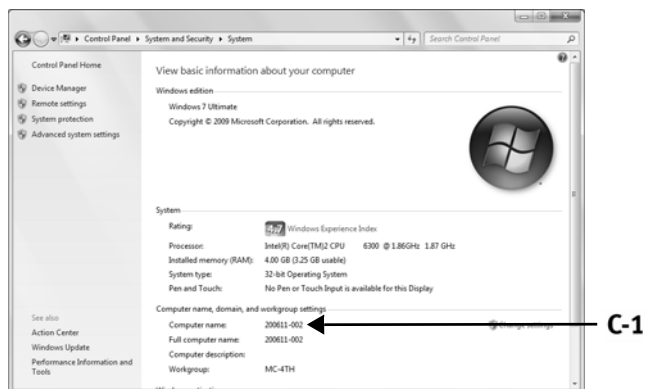 Control Panel ▸ System and Security ▸ System
Search Control Panel
Control Panel Home
Device Manager
Remote settings
System protection
Advanced system settings
See also
Action Center
Windows Update
Performance Information and
Tools
View basic information about your computer
Windows edition
Windows 7 Ultimate
Copyright © 2009 Microsoft Corporation. All rights reserved.
System
Rating: 4,7 Windows Experience Index
Processor: Intel(R) Core(TM)2 CPU 6300 @ 1.86GHz 1.87 GHz
Installed memory (RAM): 4.00 GB (3.25 GB usable)
System type: 32-bit Operating System
Pen and Touch: No Pen or Touch Input is available for this Display
Computer name, domain, and workgroup settings
Computer name: 200611-002
Change settings
C-1
Full computer name: 200611-002
Computer description:
Workgroup: MC-4TH